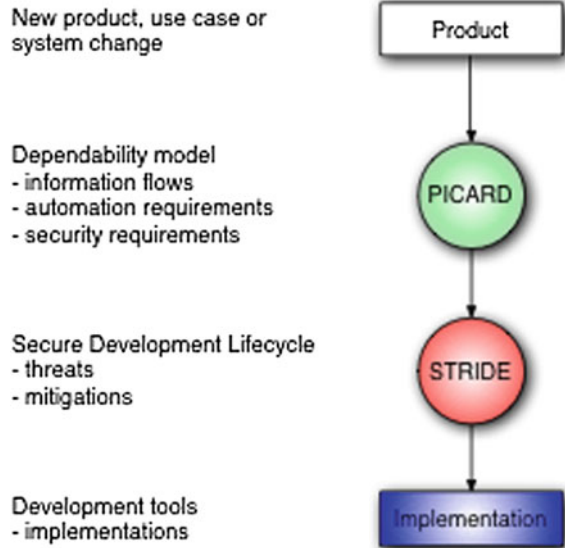 New product, use case or
system change
Product
Dependability model
- information flows
- automation requirements
- security requirements
PICARD
Secure Development Lifecycle
- threats
- mitigations
STRIDE
Development tools
- implementations
Implementation